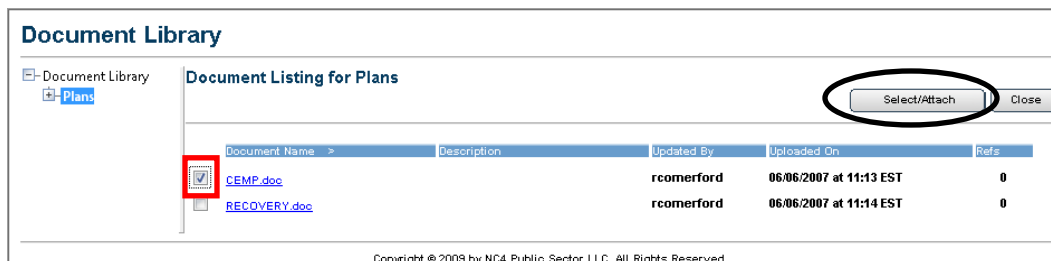 Document Library
Document Library
Plans
Document Listing for Plans
Select/Attach Close
Document Name > Description Updated By Uploaded On Refs
CEMP.doc rcomerford 06/06/2007 at 11:13 EST 0
RECOVERY.doc rcomerford 06/06/2007 at 11:14 EST 0
Copyright © 2009 by NC4 Public Sector LLC. All Rights Reserved